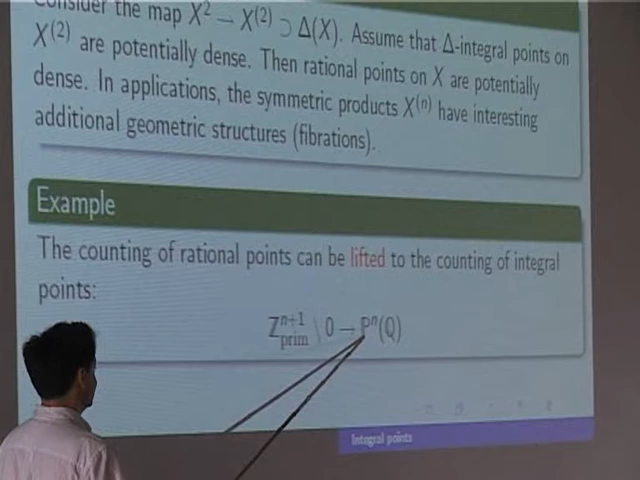 Consider the map X² → X⁽²⁾ ⊃ Δ(X). Assume that Δ-integral points on
X⁽²⁾ are potentially dense. Then rational points on X are potentially
dense. In applications, the symmetric products X⁽ⁿ⁾ have interesting
additional geometric structures (fibrations).
Example
The counting of rational points can be lifted to the counting of integral
points:
ℤⁿ⁺¹prim \ 0 → ℙⁿ(ℚ)
Integral points